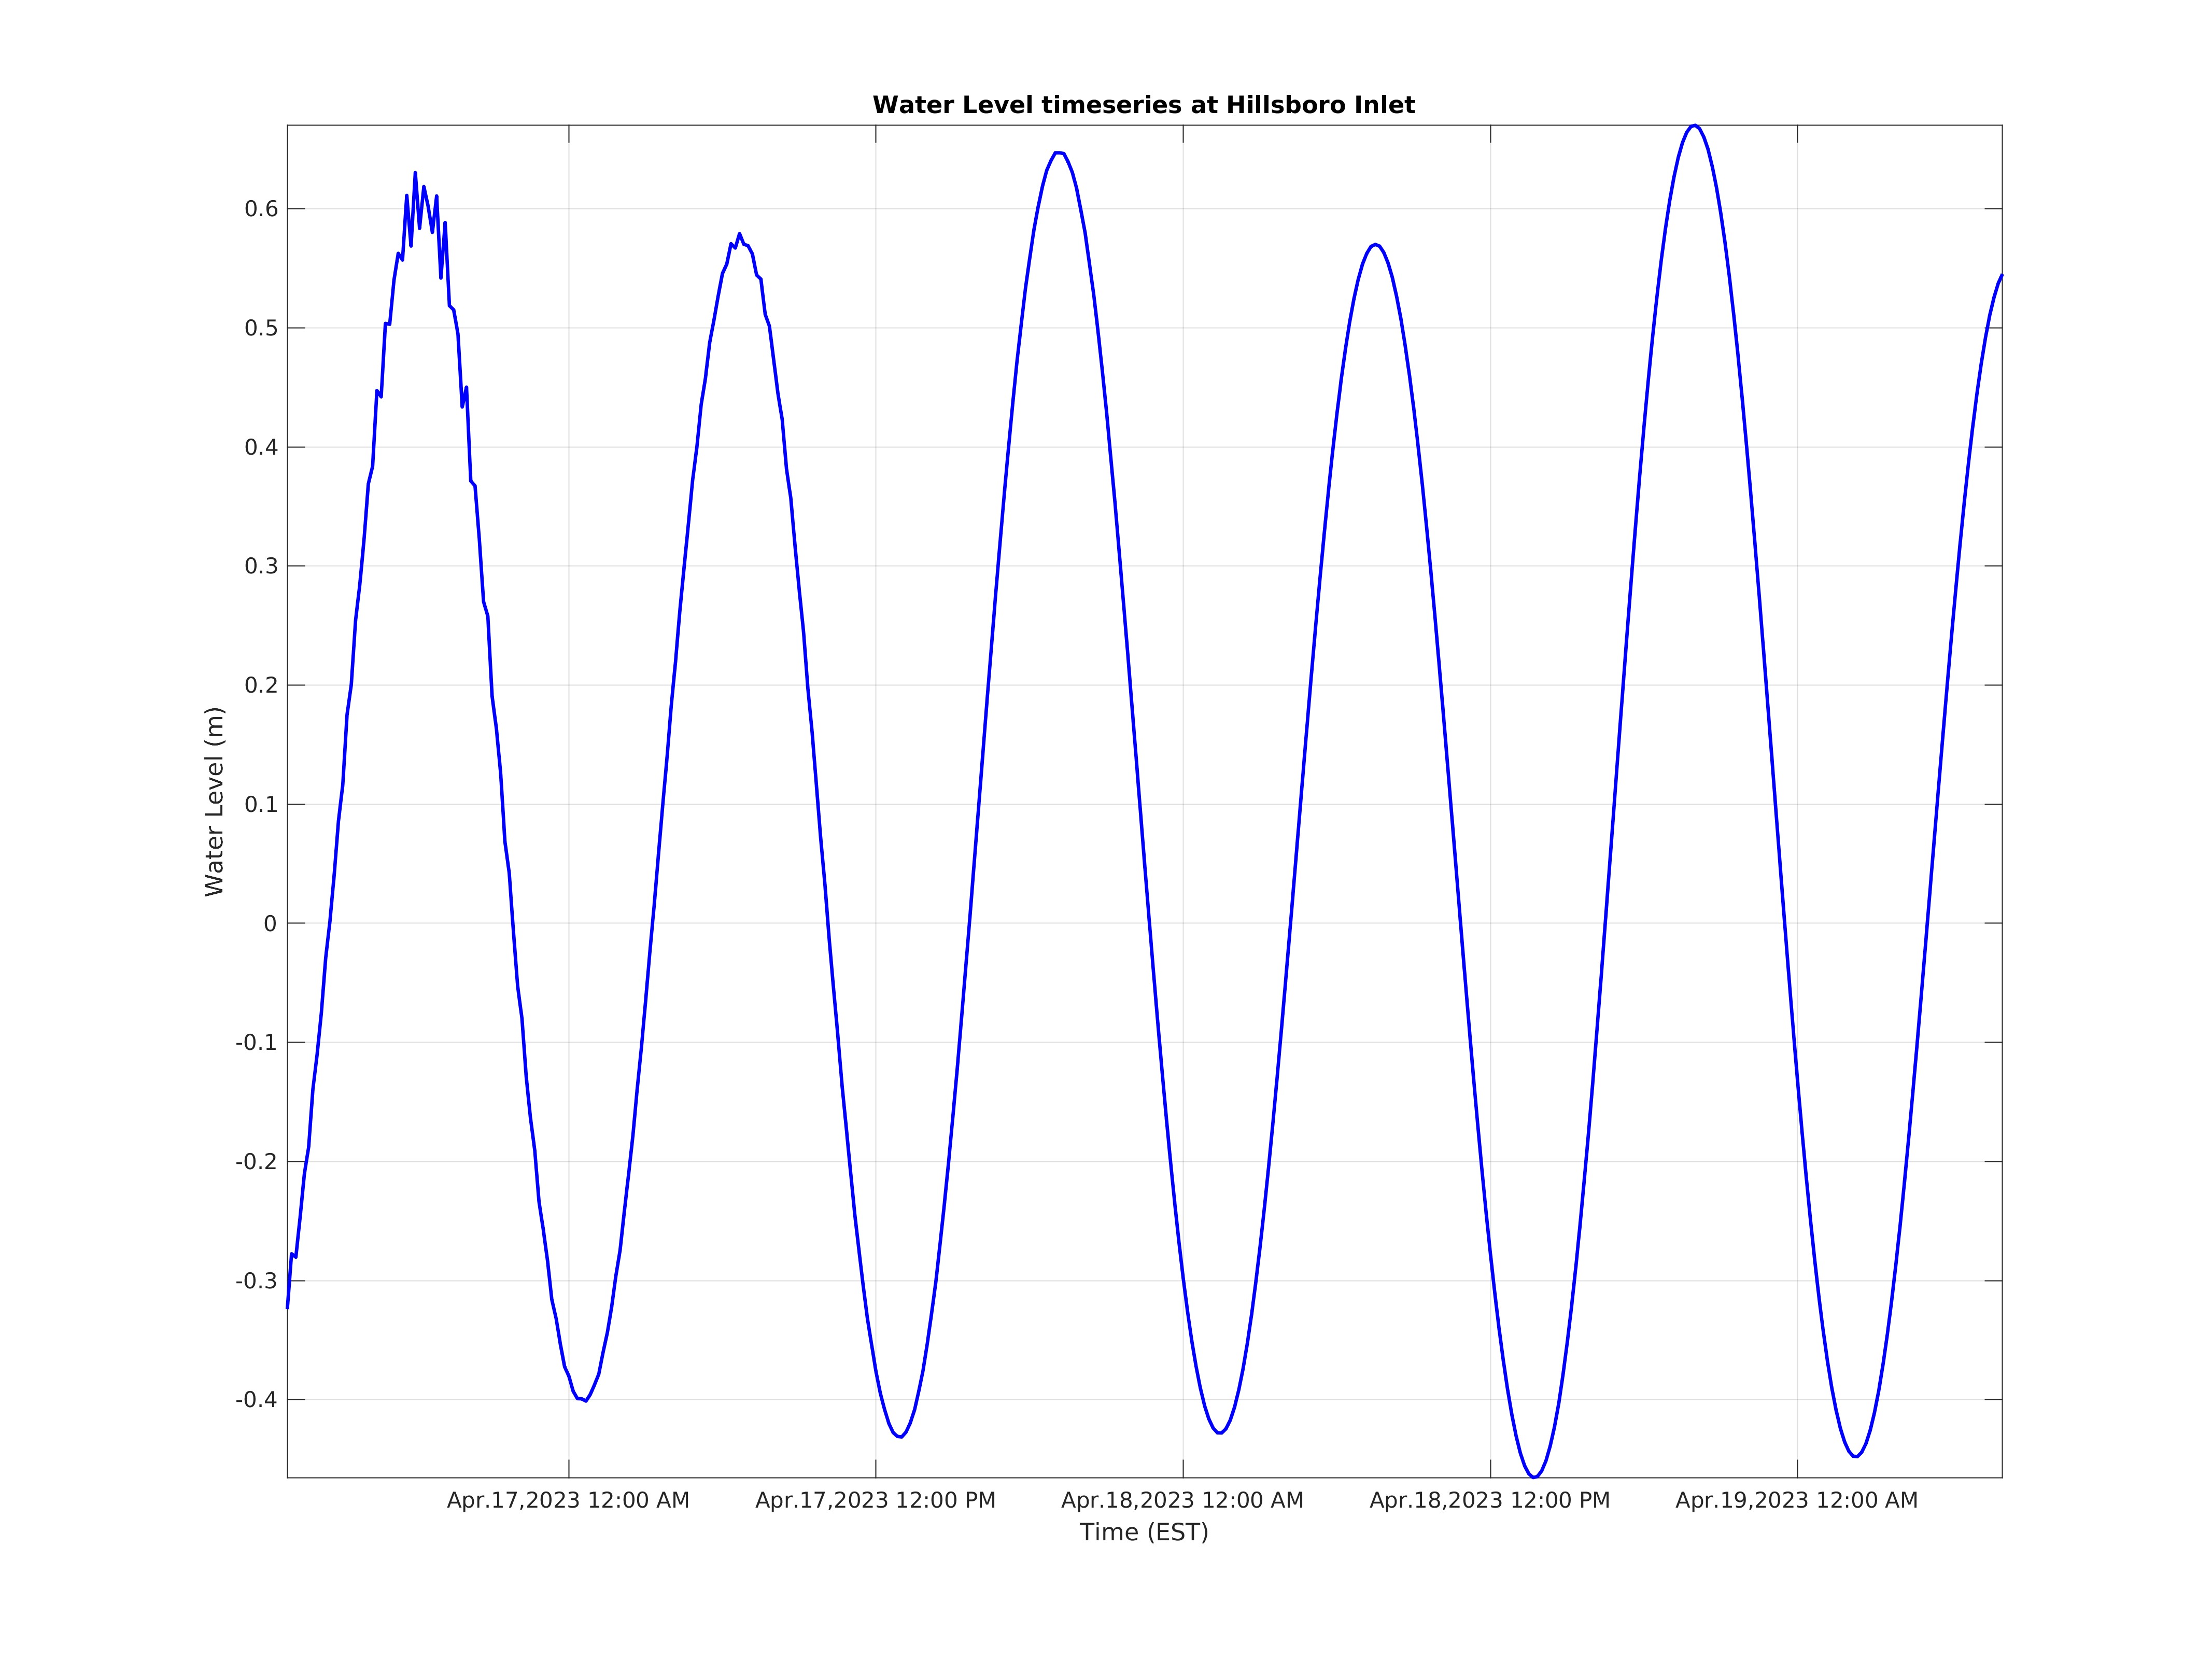 Water Level timeseries at Hillsboro Inlet
0.6
0.5
0.4
0.3
0.2
0.1
0
-0.1
-0.2
-0.3
-0.4
Water Level (m)
Apr.17,2023 12:00 AM Apr.17,2023 12:00 PM Apr.18,2023 12:00 AM Apr.18,2023 12:00 PM Apr.19,2023 12:00 AM
Time (EST)